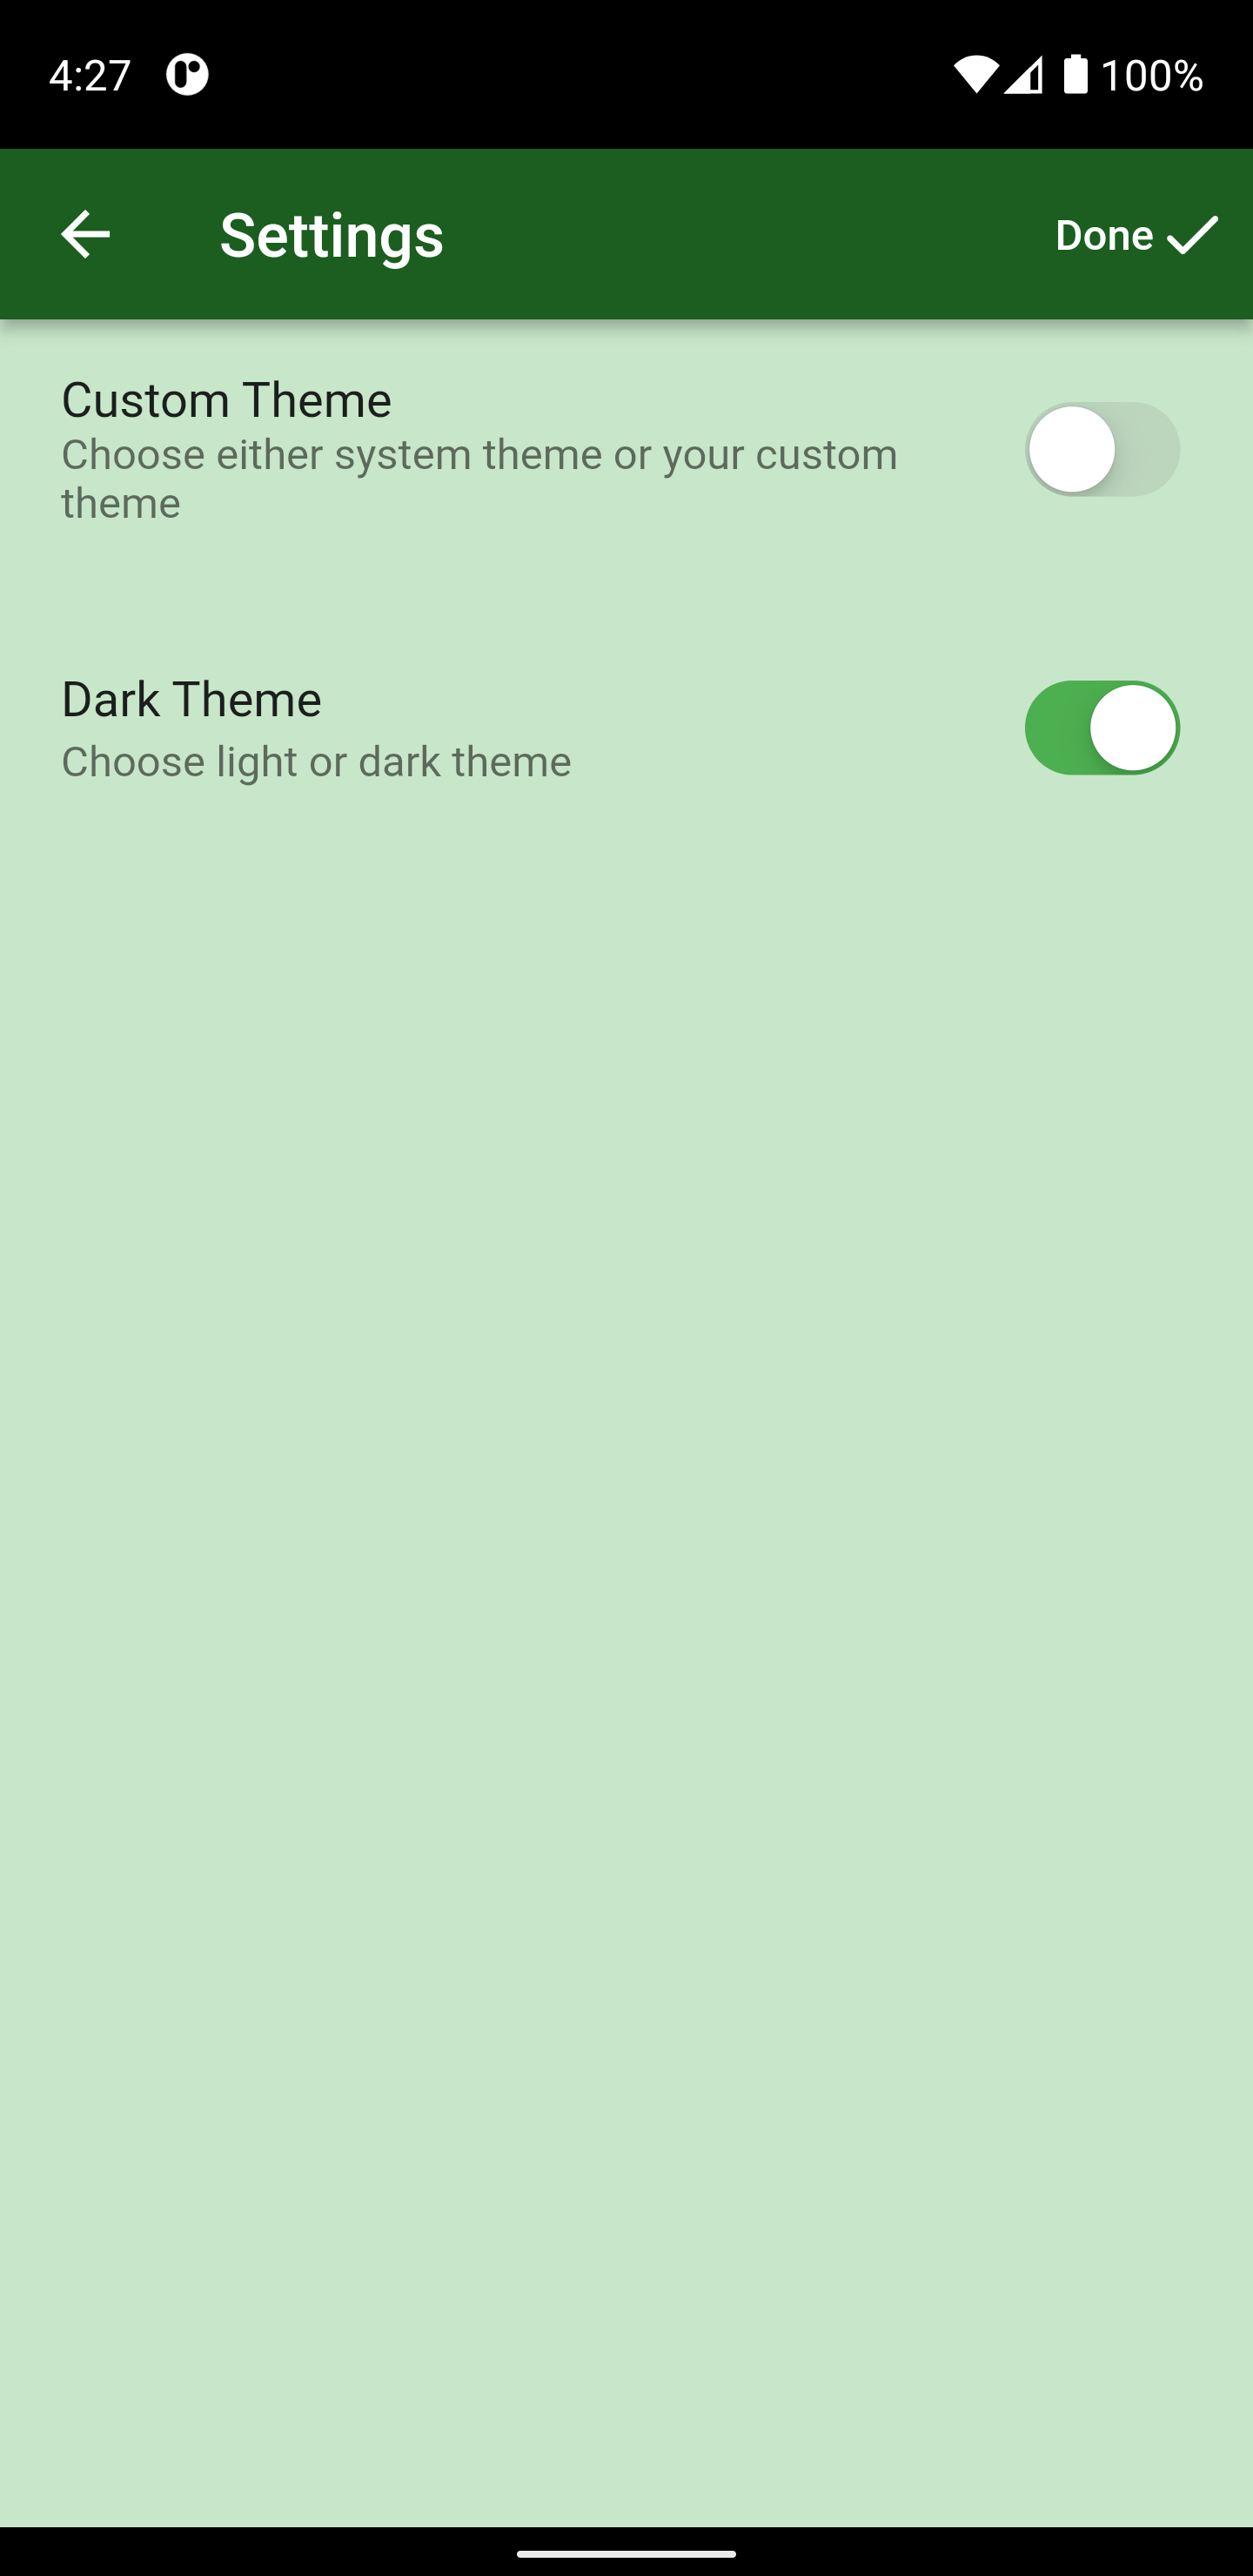 4:27
100%
Settings
Done
Custom Theme
Choose either system theme or your custom
theme
Dark Theme
Choose light or dark theme